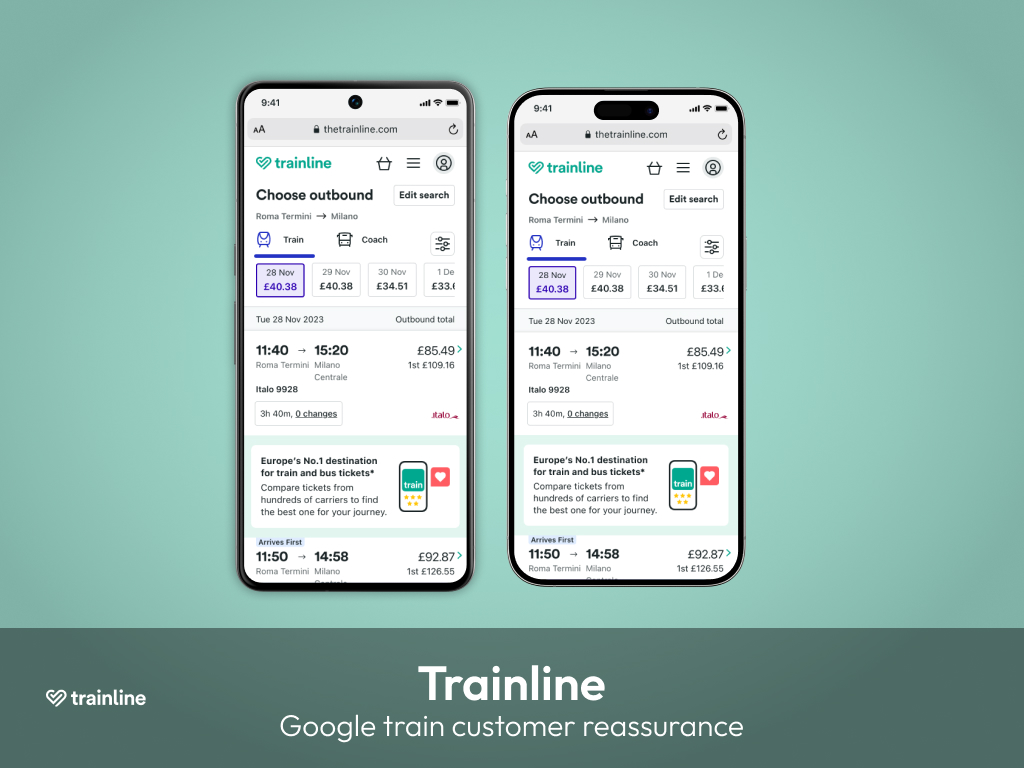 9:41
AA thetrainline.com
trainline
Choose outbound Edit search
Roma Termini → Milano
Train Coach
28 Nov 29 Nov 30 Nov 1 De
£40.38 £40.38 £34.51 £33.6
Tue 28 Nov 2023 Outbound total
11:40 → 15:20 £85.49
Roma Termini Milano 1st £109.16
Centrale
Italo 9928
3h 40m, 0 changes italo
Europe's No.1 destination
for train and bus tickets*
Compare tickets from
hundreds of carriers to find
the best one for your journey.
train
Arrives First
11:50 → 14:58 £92.87
Roma Termini Milano 1st £126.55
9:41
AA thetrainline.com
trainline
Choose outbound Edit search
Roma Termini → Milano
Train Coach
28 Nov 29 Nov 30 Nov 1 De
£40.38 £40.38 £34.51 £33.6
Tue 28 Nov 2023 Outbound total
11:40 → 15:20 £85.49
Roma Termini Milano 1st £109.16
Centrale
Italo 9928
3h 40m, 0 changes italo
Europe's No.1 destination
for train and bus tickets*
Compare tickets from
hundreds of carriers to find
the best one for your journey.
train
Arrives First
11:50 → 14:58 £92.87
Roma Termini Milano 1st £126.55
trainline
Trainline
Google train customer reassurance